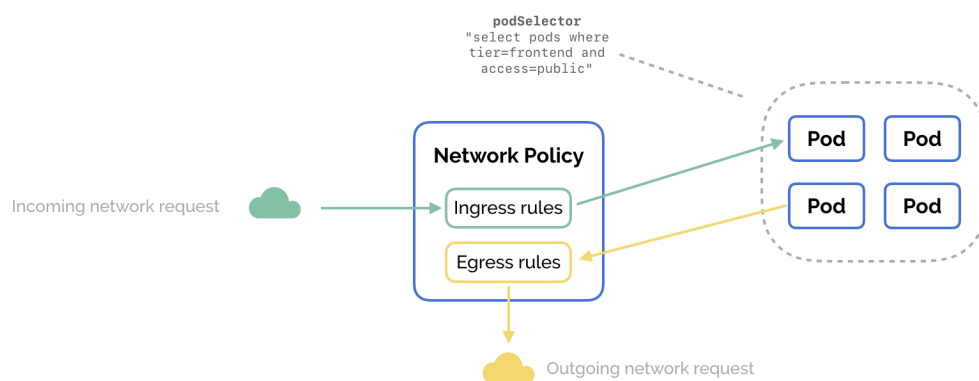 podSelector
"select pods where
tier=frontend and
access=public"
Pod
Pod
Network Policy
Incoming network request
Ingress rules
Pod
Pod
Egress rules
Outgoing network request